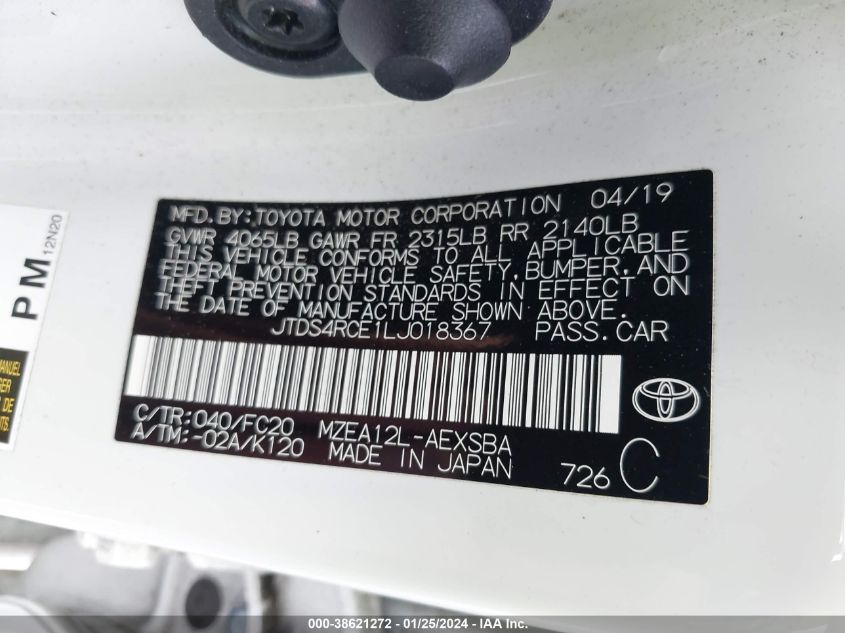 MFD. BY: TOYOTA MOTOR CORPORATION 04/19
GVWR 4065LB GAWR FR 2315LB RR 2140LB
THIS VEHICLE CONFORMS TO ALL APPLICABLE
FEDERAL MOTOR VEHICLE SAFETY, BUMPER, AND
THEFT PREVENTION STANDARDS IN EFFECT ON
THE DATE OF MANUFACTURE SHOWN ABOVE.
JTDS4RCE1LJ018367 PASS. CAR
C/TR: 040/FC20 MZEA12L-AEXSBA
A/TM: -02A/K120 MADE IN JAPAN 726 C
PM 12N20
MANUEL
DE
000-38621272 - 01/25/2024 - IAA Inc.